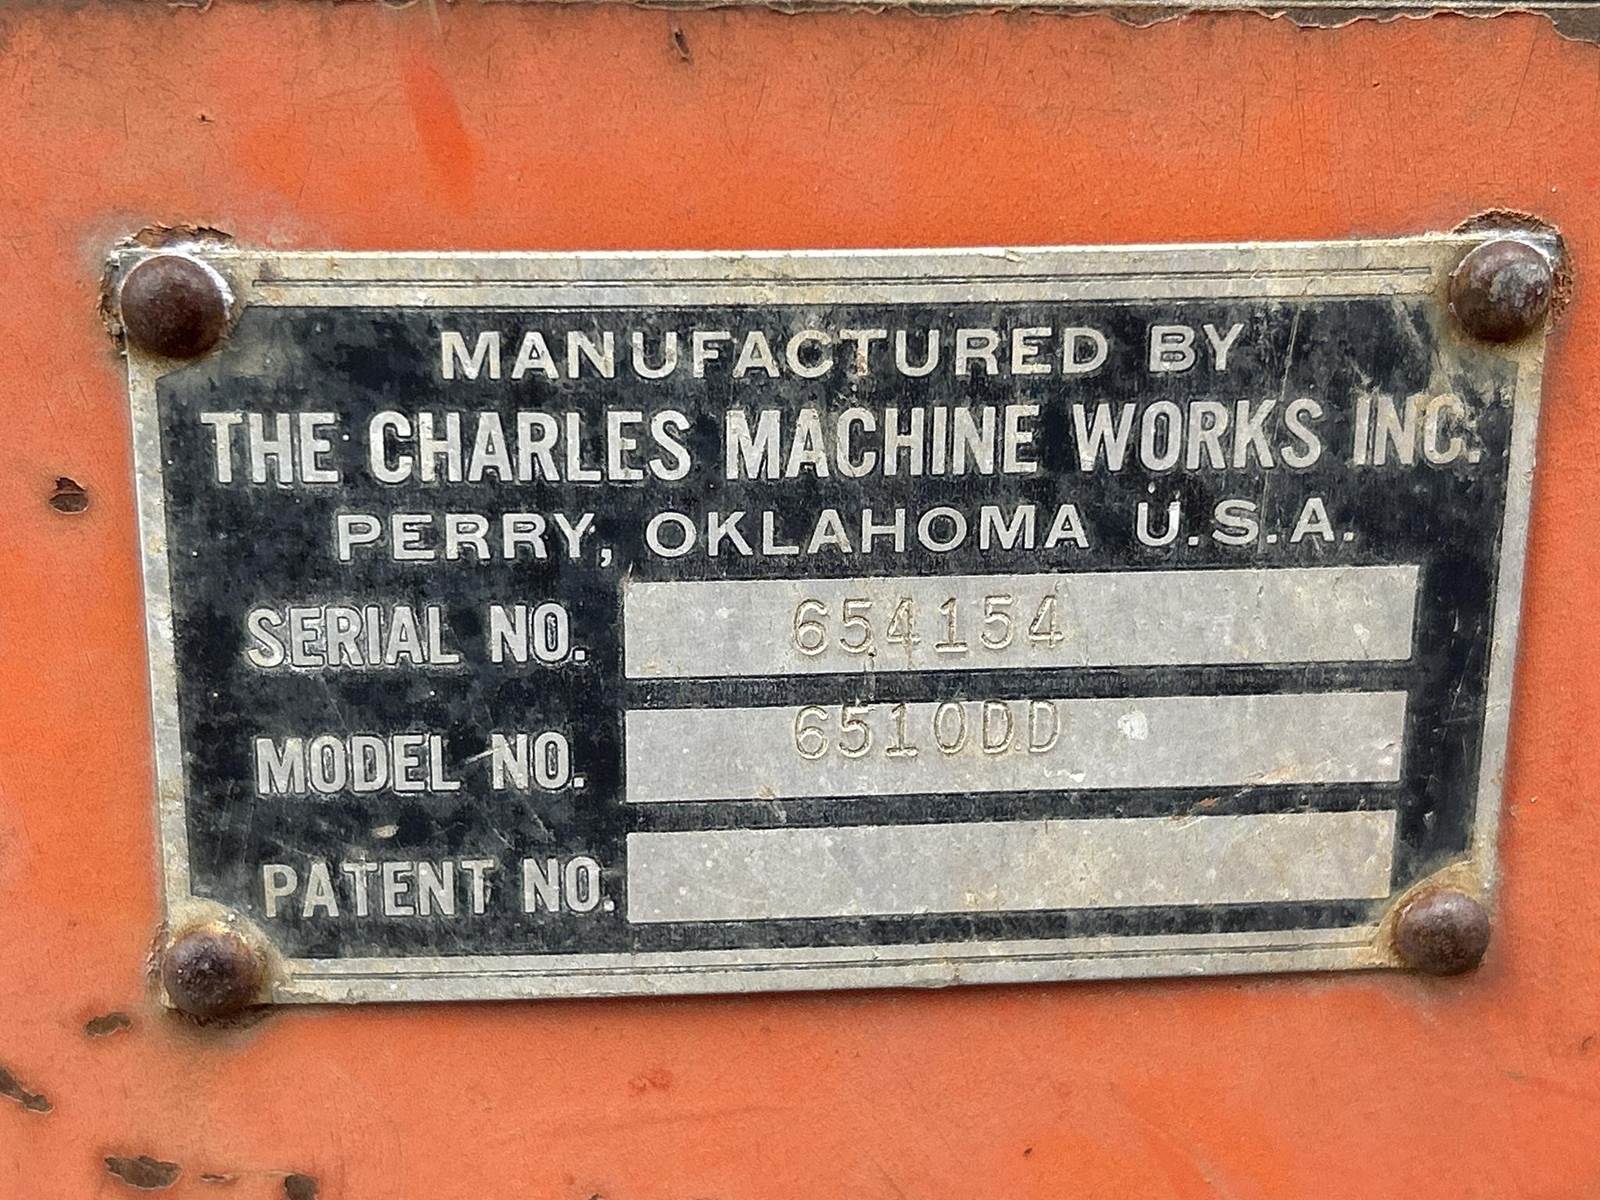 MANUFACTURED BY
THE CHARLES MACHINE WORKS INC.
PERRY, OKLAHOMA U.S.A.
SERIAL NO. 654154
MODEL NO. 6510DD
PATENT NO.